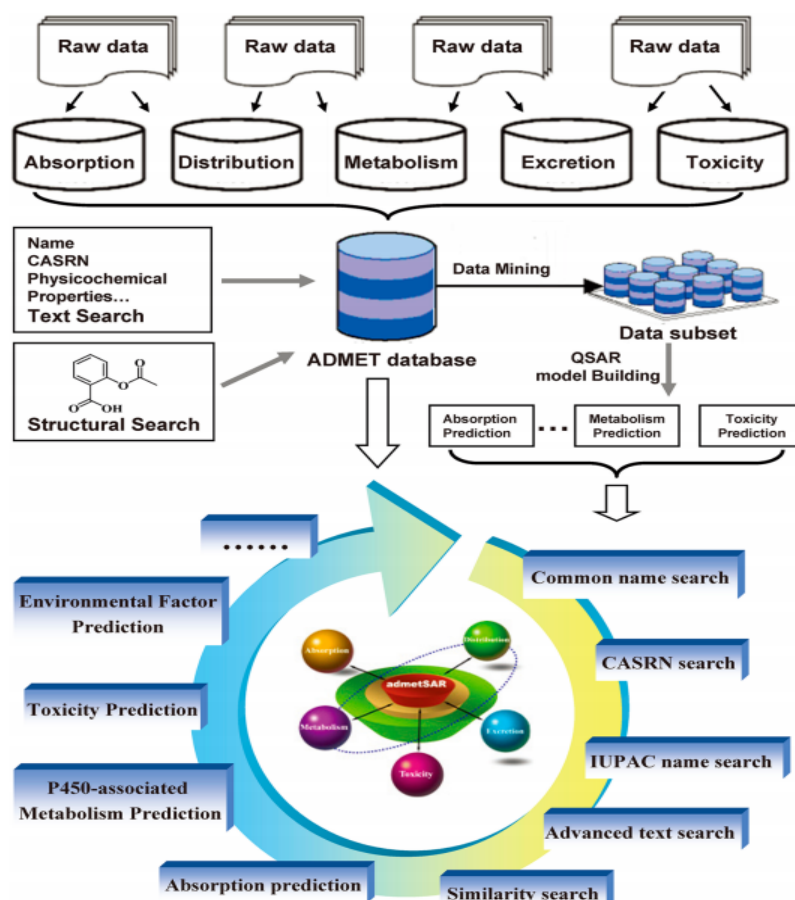 Raw data
Raw data
Raw data
Raw data
Absorption
Distribution
Metabolism
Excretion
Toxicity
Name
CASRN
Physicochemical
Properties...
Text Search
Data Mining
Data subset
ADMET database
O
O
O
OH
Structural Search
QSAR
model Building
Absorption
Prediction
...
Metabolism
Prediction
Toxicity
Prediction
......
Common name search
Environmental Factor
Prediction
CASRN search
Absorption
Distribution
admetSAR
Metabolism
Excretion
Toxicity
Toxicity Prediction
IUPAC name search
P450-associated
Metabolism Prediction
Advanced text search
Absorption prediction
Similarity search